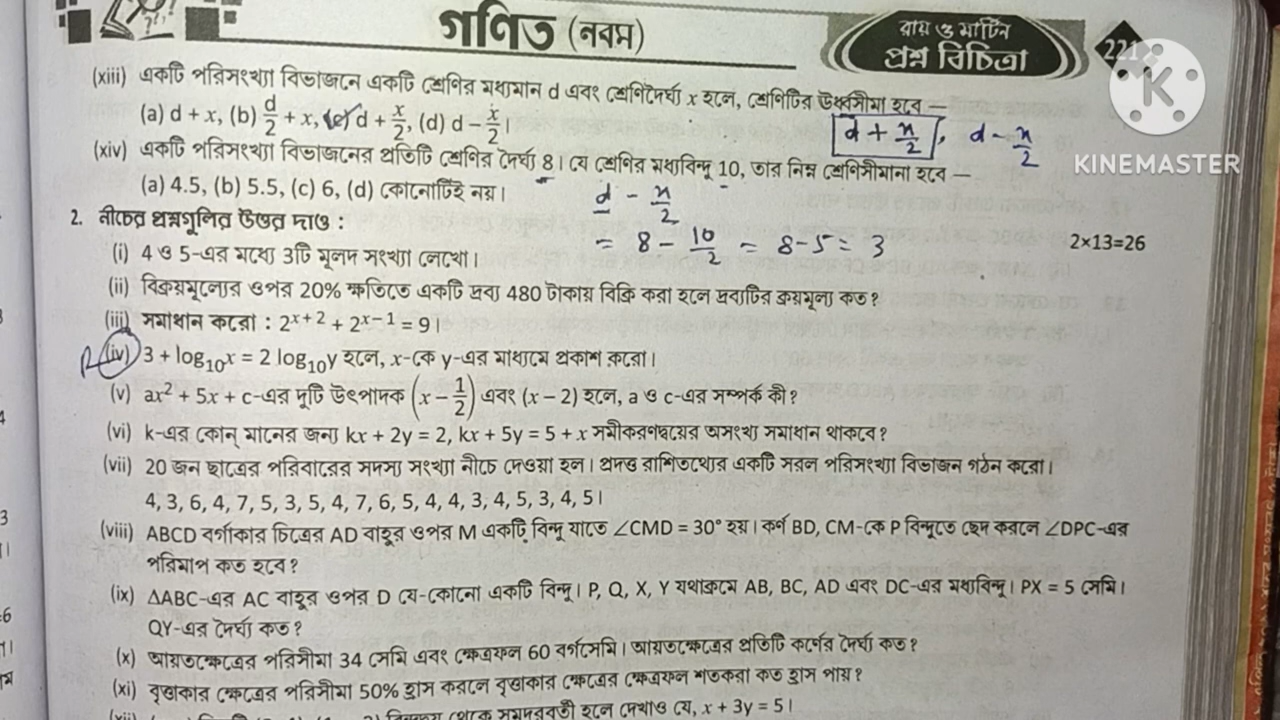 গণিত (নবম)
রায় ও মার্টিন
প্রশ্ন বিচিত্রা
221
KINEMASTER
(xiii) একটি পরিসংখ্যা বিভাজনে একটি শ্রেণির মধ্যমান d এবং শ্রেণিদৈর্ঘ্য x হলে, শ্রেণিটির ঊর্ধ্বসীমা হবে —
(a) d + x, (b) d/2 + x, (c) d + x/2, (d) d − x/2।
d + x/2, d − x/2
(xiv) একটি পরিসংখ্যা বিভাজনের প্রতিটি শ্রেণির দৈর্ঘ্য 8। যে শ্রেণির মধ্যবিন্দু 10, তার নিম্ন শ্রেণিসীমানা হবে —
(a) 4.5, (b) 5.5, (c) 6, (d) কোনোটিই নয়।
d − x/2
= 8 − 10/2 = 8 − 5 = 3
2. নীচের প্রশ্নগুলির উত্তর দাও :
2×13=26
(i) 4 ও 5-এর মধ্যে 3টি মূলদ সংখ্যা লেখো।
(ii) বিক্রয়মূল্যের ওপর 20% ক্ষতিতে একটি দ্রব্য 480 টাকায় বিক্রি করা হলে দ্রব্যটির ক্রয়মূল্য কত?
(iii) সমাধান করো : 2ˣ⁺² + 2ˣ⁻¹ = 9।
(iv) 3 + log₁₀x = 2 log₁₀y হলে, x-কে y-এর মাধ্যমে প্রকাশ করো।
(v) ax² + 5x + c-এর দুটি উৎপাদক (x − 1/2) এবং (x − 2) হলে, a ও c-এর সম্পর্ক কী?
(vi) k-এর কোন্ মানের জন্য kx + 2y = 2, kx + 5y = 5 + x সমীকরণদ্বয়ের অসংখ্য সমাধান থাকবে?
(vii) 20 জন ছাত্রের পরিবারের সদস্য সংখ্যা নীচে দেওয়া হল। প্রদত্ত রাশিতথ্যের একটি সরল পরিসংখ্যা বিভাজন গঠন করো।
4, 3, 6, 4, 7, 5, 3, 5, 4, 7, 6, 5, 4, 4, 3, 4, 5, 3, 4, 5।
(viii) ABCD বর্গাকার চিত্রের AD বাহুর ওপর M একটি বিন্দু যাতে ∠CMD = 30° হয়। কর্ণ BD, CM-কে P বিন্দুতে ছেদ করলে ∠DPC-এর
পরিমাপ কত হবে?
(ix) ΔABC-এর AC বাহুর ওপর D যে-কোনো একটি বিন্দু। P, Q, X, Y যথাক্রমে AB, BC, AD এবং DC-এর মধ্যবিন্দু। PX = 5 সেমি।
QY-এর দৈর্ঘ্য কত?
(x) আয়তক্ষেত্রের পরিসীমা 34 সেমি এবং ক্ষেত্রফল 60 বর্গসেমি। আয়তক্ষেত্রের প্রতিটি কর্ণের দৈর্ঘ্য কত?
(xi) বৃত্তাকার ক্ষেত্রের পরিসীমা 50% হ্রাস করলে বৃত্তাকার ক্ষেত্রের ক্ষেত্রফল শতকরা কত হ্রাস পায়?
থেকে সমদূরবর্তী হলে দেখাও যে, x + 3y = 5।